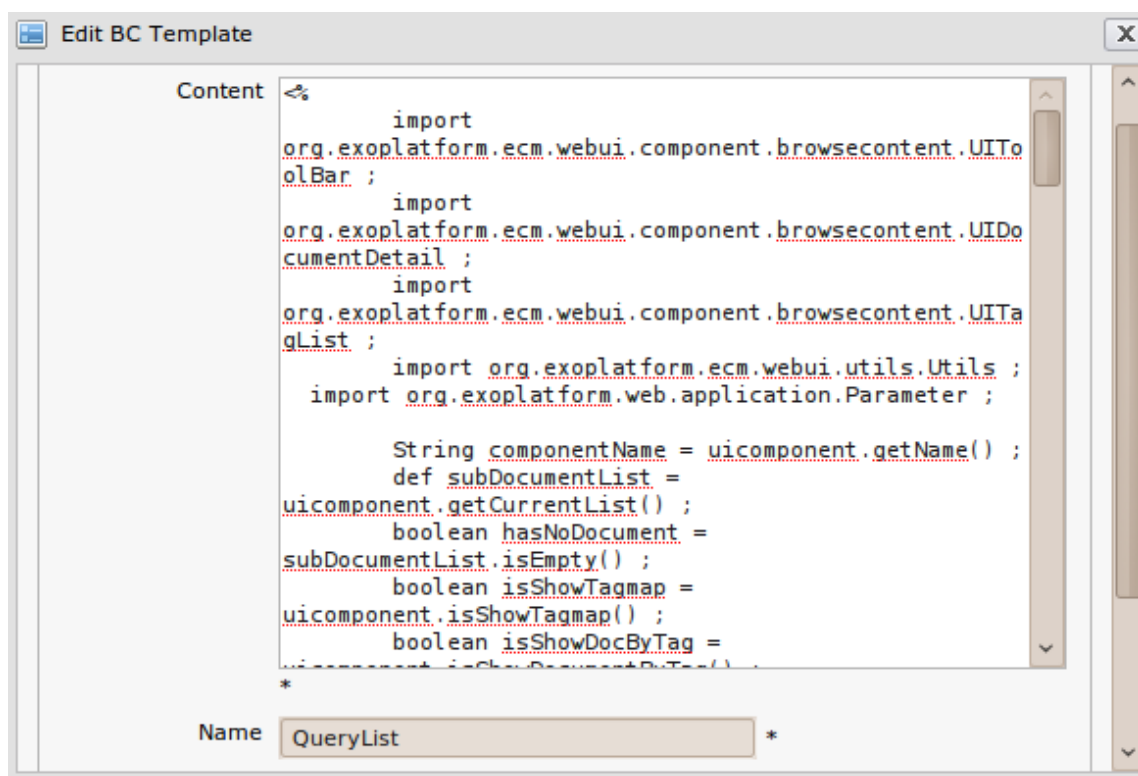 Edit BC Template
X
Content
<%
import
org.exoplatform.ecm.webui.component.browsecontent.UITo
olBar ;
import
org.exoplatform.ecm.webui.component.browsecontent.UIDo
cumentDetail ;
import
org.exoplatform.ecm.webui.component.browsecontent.UITa
gList ;
import org.exoplatform.ecm.webui.utils.Utils ;
import org.exoplatform.web.application.Parameter ;
String componentName = uicomponent.getName() ;
def subDocumentList =
uicomponent.getCurrentList() ;
boolean hasNoDocument =
subDocumentList.isEmpty() ;
boolean isShowTagmap =
uicomponent.isShowTagmap() ;
boolean isShowDocByTag =
uicomponent.isShowDocumentByTag() ;
*
Name QueryList *